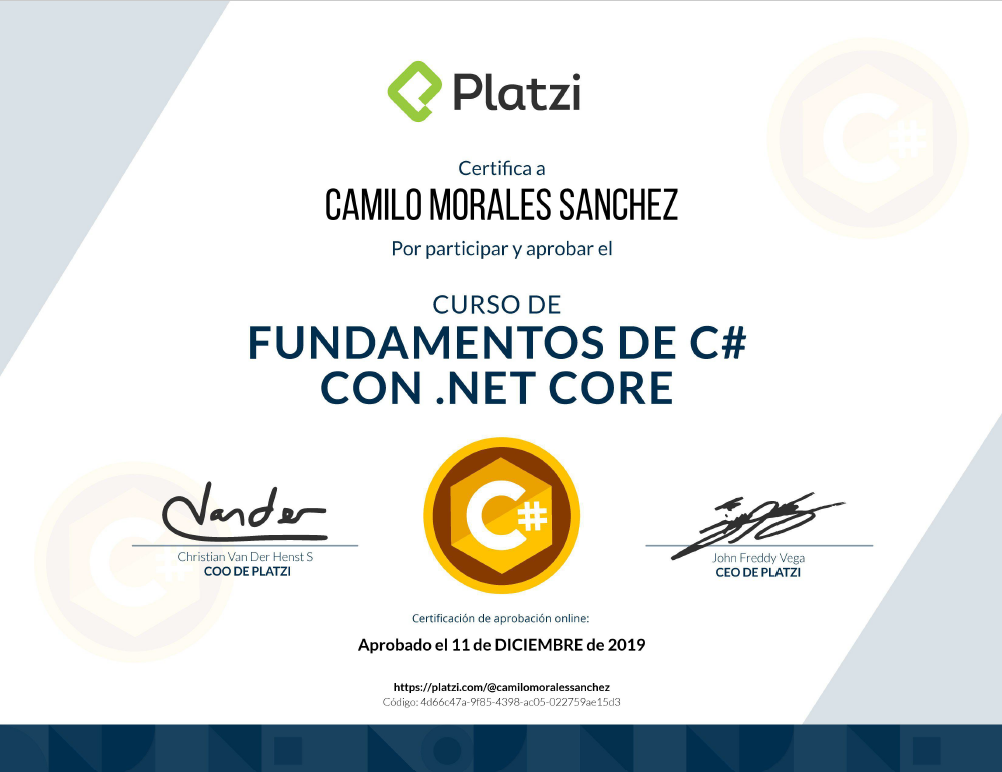 Platzi
Certifica a
CAMILO MORALES SANCHEZ
Por participar y aprobar el
CURSO DE
FUNDAMENTOS DE C#
CON .NET CORE
C#
Vander
Christian Van Der Henst S
COO DE PLATZI
John Freddy Vega
CEO DE PLATZI
Certificación de aprobación online:
Aprobado el 11 de DICIEMBRE de 2019
https://platzi.com/@camilomoralessanchez
Código: 4d66c47a-9f85-4398-ac05-022759ae15d3